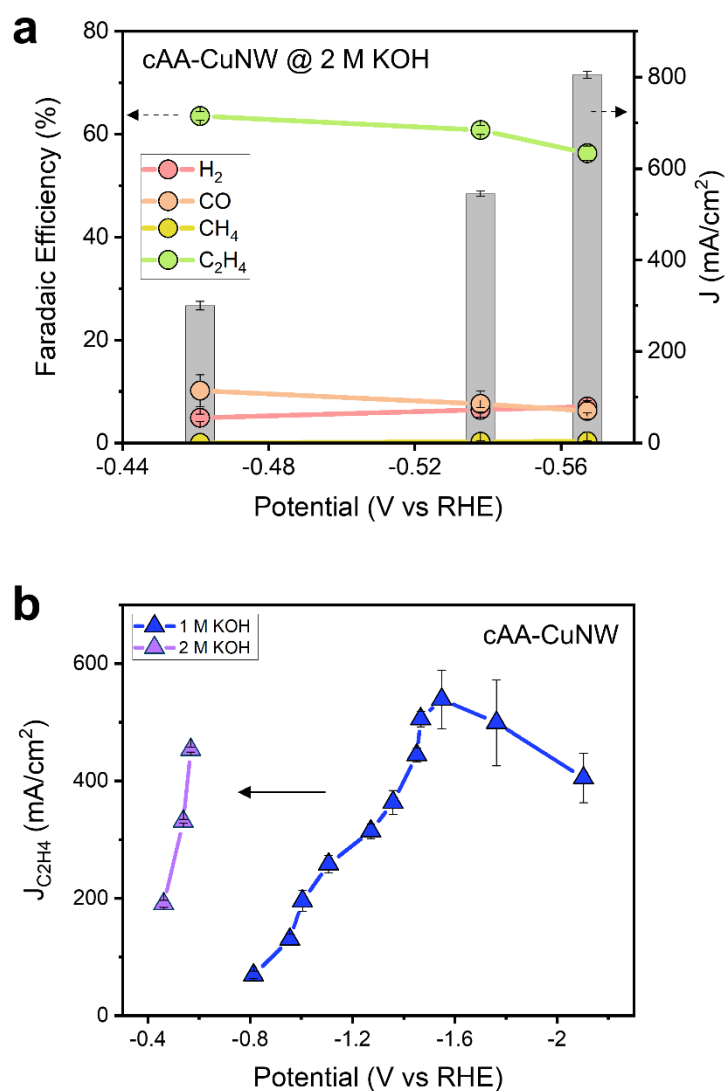 a
cAA-CuNW @ 2 M KOH
Faradaic Efficiency (%)
80
60
40
20
0
H₂
CO
CH₄
C₂H₄
800
600
400
200
0
J (mA/cm²)
-0.44
-0.48
-0.52
-0.56
Potential (V vs RHE)
b
1 M KOH
2 M KOH
cAA-CuNW
J_C2H4 (mA/cm²)
600
400
200
0
-0.4
-0.8
-1.2
-1.6
-2
Potential (V vs RHE)